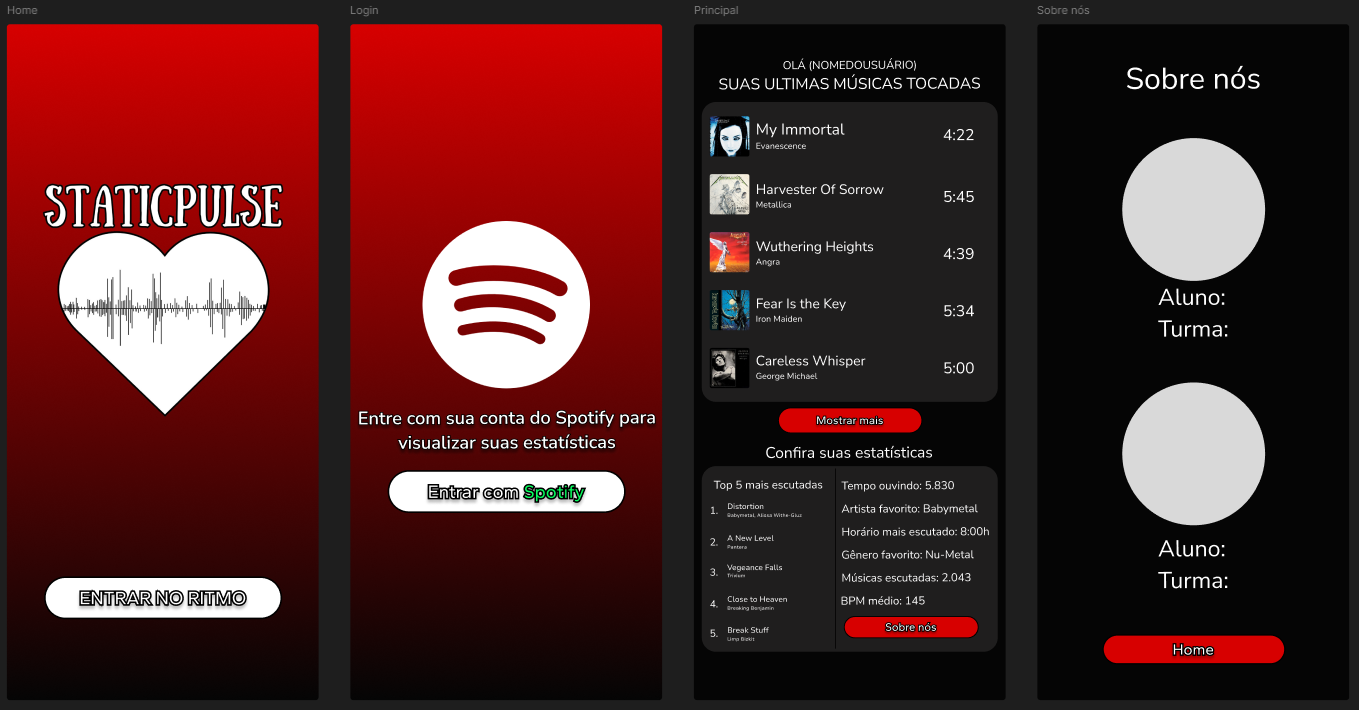 Home
STATICPULSE
ENTRAR NO RITMO
Login
Entre com sua conta do Spotify para
visualizar suas estatísticas
Entrar com Spotify
Principal
OLÁ (NOMEDOUSUÁRIO)
SUAS ULTIMAS MÚSICAS TOCADAS
My Immortal
Evanescence
4:22
Harvester Of Sorrow
Metallica
5:45
Wuthering Heights
Angra
4:39
Fear Is the Key
Iron Maiden
5:34
Careless Whisper
George Michael
5:00
Mostrar mais
Confira suas estatísticas
Top 5 mais escutadas
1. Distortion
Babymetal, Alissa Withe-Gluz
2. A New Level
Pantera
3. Vegeance Falls
Trivium
4. Close to Heaven
Breaking Benjamin
5. Break Stuff
Limp Bizkit
Tempo ouvindo: 5.830
Artista favorito: Babymetal
Horário mais escutado: 8:00h
Gênero favorito: Nu-Metal
Músicas escutadas: 2.043
BPM médio: 145
Sobre nós
Sobre nós
Sobre nós
Aluno:
Turma:
Aluno:
Turma:
Home